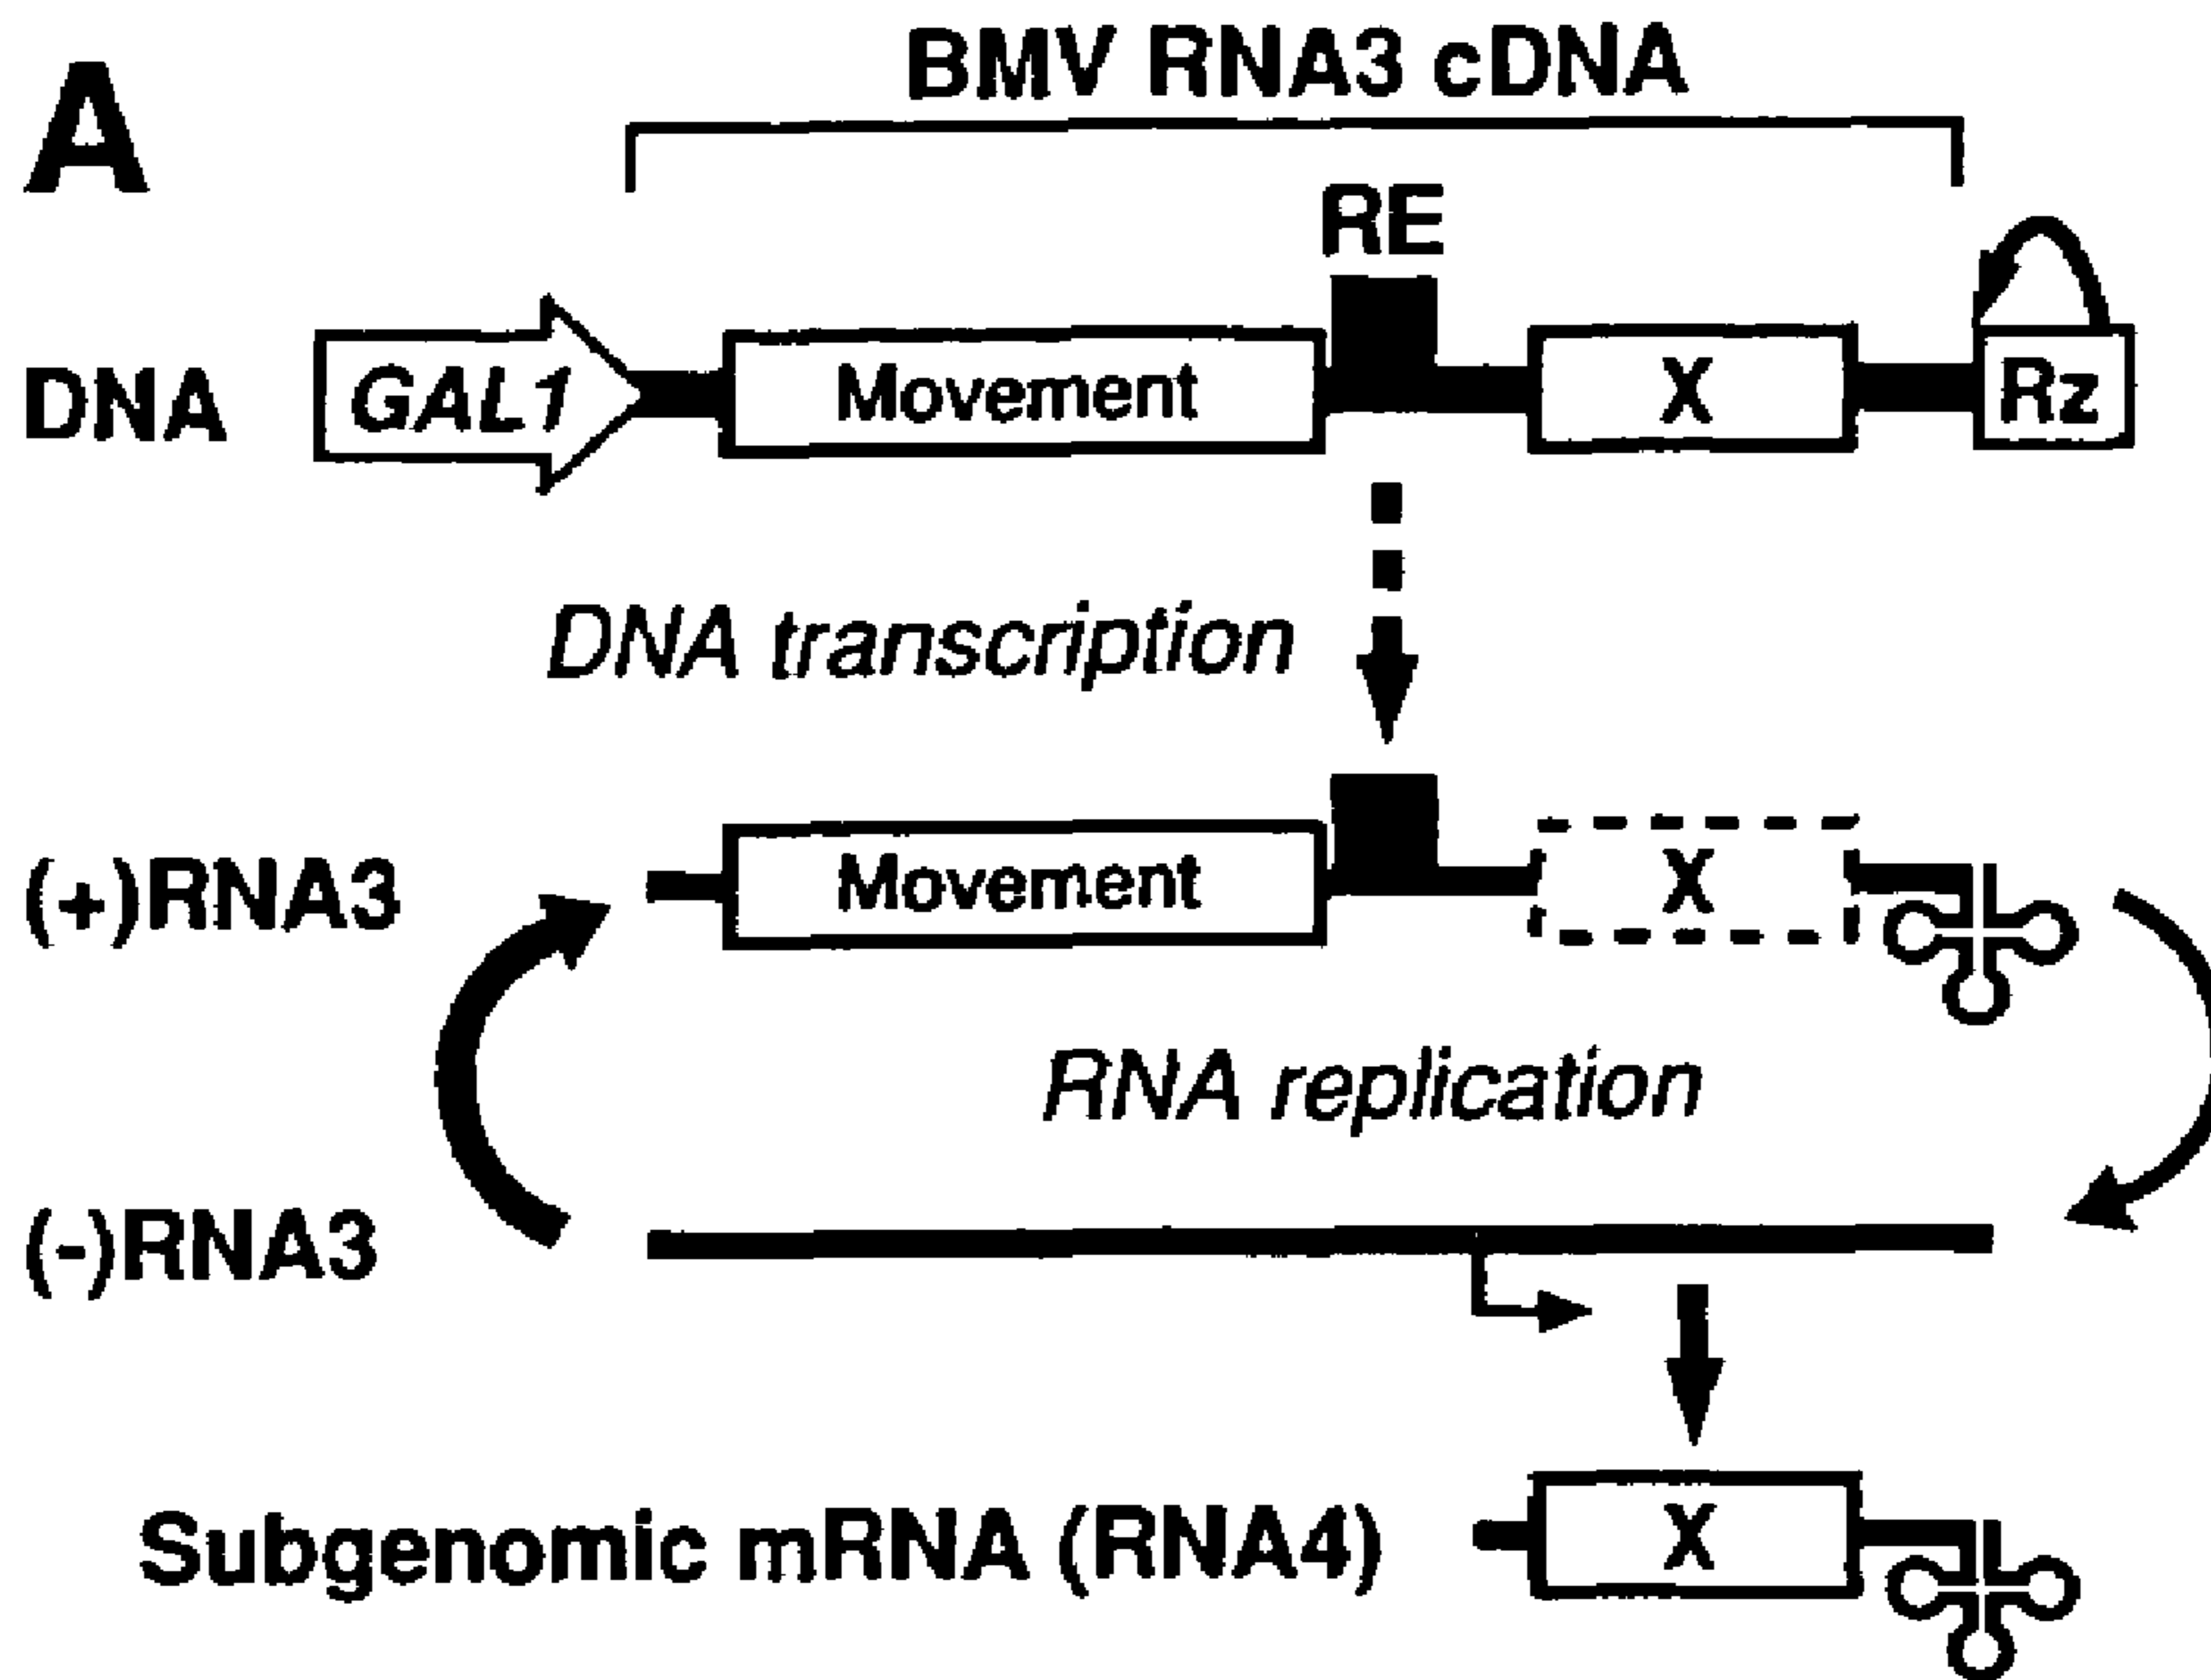 A
BMV RNA3 cDNA
RE
DNA
GAL1
Movement
X
Rz
DNA transcription
(+)RNA3
Movement
X
RNA replication
(-)RNA3
Subgenomic mRNA (RNA4)
X